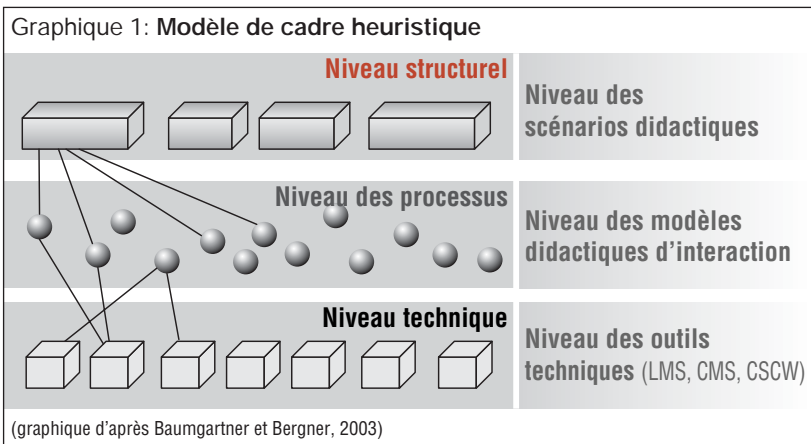 Graphique 1: Modèle de cadre heuristique
Niveau structurel
Niveau des
scénarios didactiques
Niveau des processus
Niveau des modèles
didactiques d'interaction
Niveau technique
Niveau des outils
techniques (LMS, CMS, CSCW)
(graphique d'après Baumgartner et Bergner, 2003)